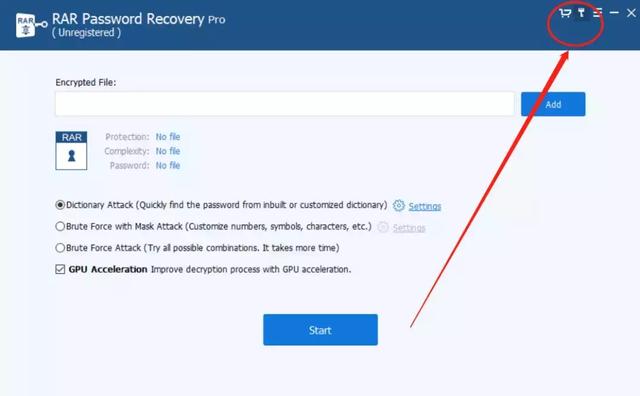 RAR Password Recovery Pro
( Unregistered )
Encrypted File:
Add
RAR
Protection: No file
Complexity: No file
Password: No file
Dictionary Attack (Quickly find the password from inbuilt or customized dictionary) Settings
Brute Force with Mask Attack (Customize numbers, symbols, characters, etc.) Settings
Brute Force Attack (Try all possible combinations. It takes more time)
GPU Acceleration Improve decryption process with GPU acceleration.
Start